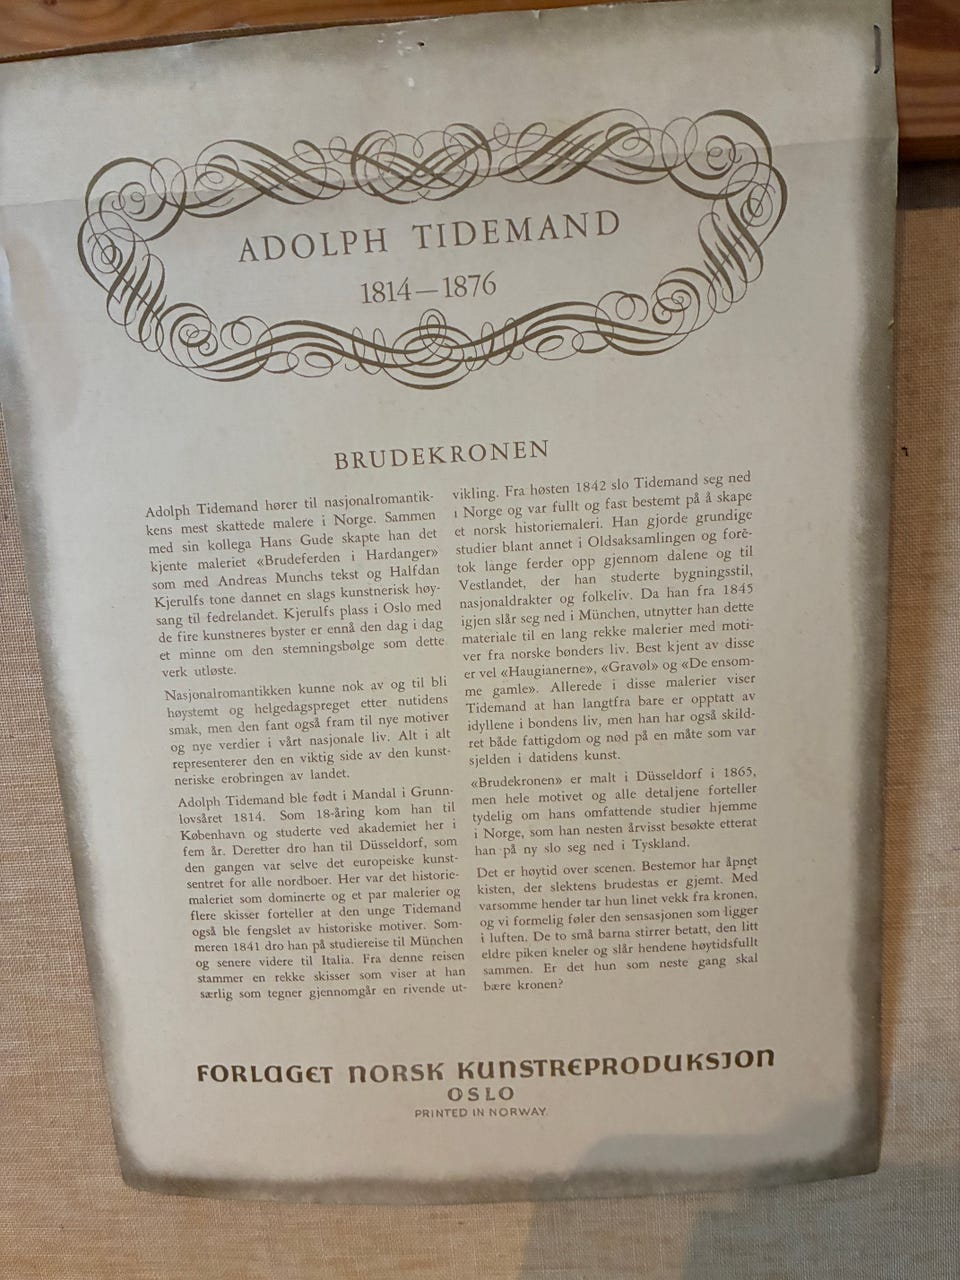 ADOLPH TIDEMAND
1814—1876
BRUDEKRONEN
Adolph Tidemand hører til nasjonalromantik-
kens mest skattede malere i Norge. Sammen
med sin kollega Hans Gude skapte han det
kjente maleriet «Brudeferden i Hardanger»
som med Andreas Munchs tekst og Halfdan
Kjerulfs tone dannet en slags kunstnerisk høy-
sang til fedrelandet. Kjerulfs plass i Oslo med
de fire kunstneres byster er ennå den dag i dag
et minne om den stemningsbølge som dette
verk utløste.
Nasjonalromantikken kunne nok av og til bli
høystemt og helgedagspreget etter nutidens
smak, men den fant også fram til nye motiver
og nye verdier i vårt nasjonale liv. Alt i alt
representerer den en viktig side av den kunst-
neriske erobringen av landet.
Adolph Tidemand ble født i Mandal i Grunn-
lovsåret 1814. Som 18-åring kom han til
København og studerte ved akademiet her i
fem år. Deretter dro han til Düsseldorf, som
den gangen var selve det europeiske kunst-
sentret for alle nordboer. Her var det historie-
maleriet som dominerte og et par malerier og
flere skisser forteller at den unge Tidemand
også ble fengslet av historiske motiver. Som-
meren 1841 dro han på studiereise til München
og senere videre til Italia. Fra denne reisen
stammer en rekke skisser som viser at han
særlig som tegner gjennomgår en rivende ut-
vikling. Fra høsten 1842 slo Tidemand seg ned
i Norge og var fullt og fast bestemt på å skape
et norsk historiemaleri. Han gjorde grundige
studier blant annet i Oldsaksamlingen og fore-
tok lange ferder opp gjennom dalene og til
Vestlandet, der han studerte bygningsstil,
nasjonaldrakter og folkeliv. Da han fra 1845
igjen slår seg ned i München, utnytter han dette
materiale til en lang rekke malerier med moti-
ver fra norske bønders liv. Best kjent av disse
er vel «Haugianerne», «Gravøl» og «De ensom-
me gamle». Allerede i disse malerier viser
Tidemand at han langtfra bare er opptatt av
idyllene i bondens liv, men han har også skild-
ret både fattigdom og nød på en måte som var
sjelden i datidens kunst.
«Brudekronen» er malt i Düsseldorf i 1865,
men hele motivet og alle detaljene forteller
tydelig om hans omfattende studier hjemme
i Norge, som han nesten årvisst besøkte etterat
han på ny slo seg ned i Tyskland.
Det er høytid over scenen. Bestemor har åpnet
kisten, der slektens brudestas er gjemt. Med
varsomme hender tar hun linet vekk fra kronen,
og vi formelig føler den sensasjonen som ligger
i luften. De to små barna stirrer betatt, den litt
eldre piken kneler og slår hendene høytidsfullt
sammen. Er det hun som neste gang skal
bære kronen?
FORLAGET NORSK KUNSTREPRODUKSJON
OSLO
PRINTED IN NORWAY.